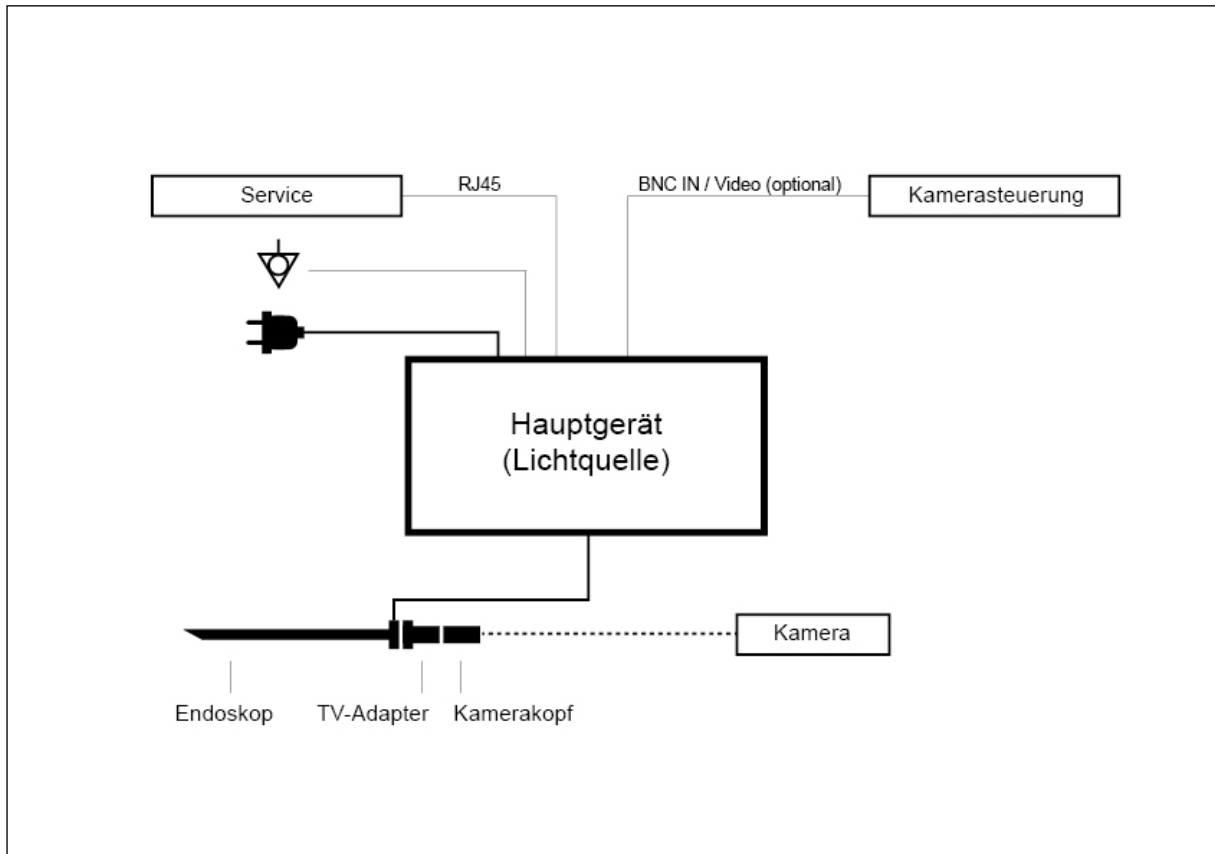 RJ45
BNC IN / Video (optional)
Service
Kamerasteuerung
Hauptgerät
(Lichtquelle)
Kamera
Endoskop
TV-Adapter
Kamerakopf